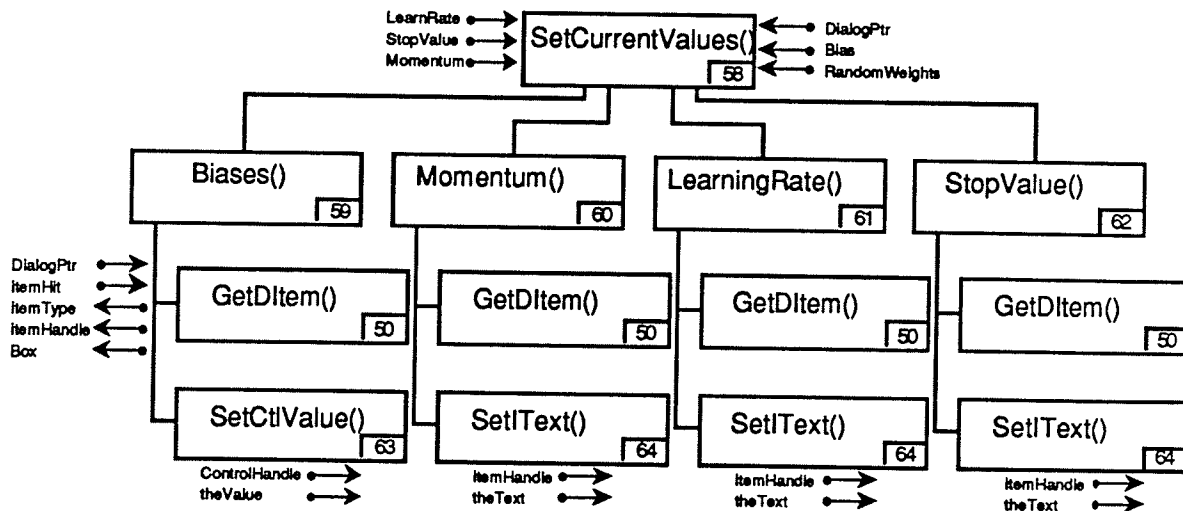 LearnRate
StopValue
Momentum
SetCurrentValues()
58
DialogPtr
Bias
RandomWeights
Biases()
59
Momentum()
60
LearningRate()
61
StopValue()
62
DialogPtr
itemHit
itemType
itemHandle
Box
GetDItem()
50
GetDItem()
50
GetDItem()
50
GetDItem()
50
SetCtlValue()
63
SetIText()
64
SetIText()
64
SetIText()
64
ControlHandle
theValue
ItemHandle
theText
ItemHandle
theText
ItemHandle
theText